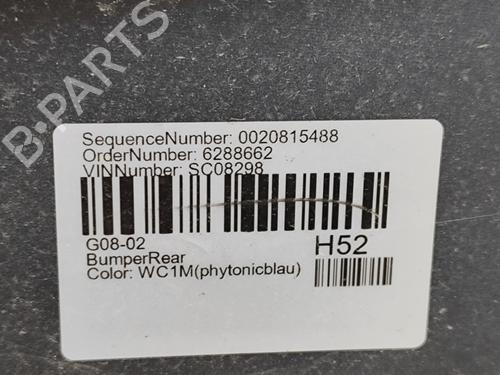 B-PARTS
SequenceNumber: 0020815488
OrderNumber: 6288662
VINNumber: SC08298
G08-02
BumperRear
Color: WC1M(phytonicblau)
H52